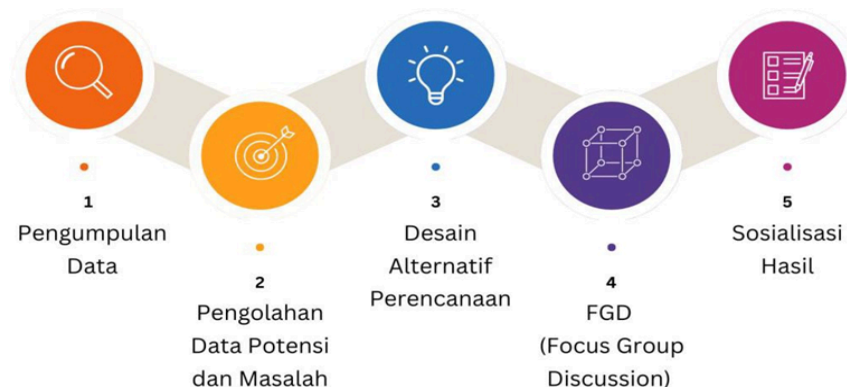 1
Pengumpulan
Data
2
Pengolahan
Data Potensi
dan Masalah
3
Desain
Alternatif
Perencanaan
4
FGD
(Focus Group
Discussion)
5
Sosialisasi
Hasil